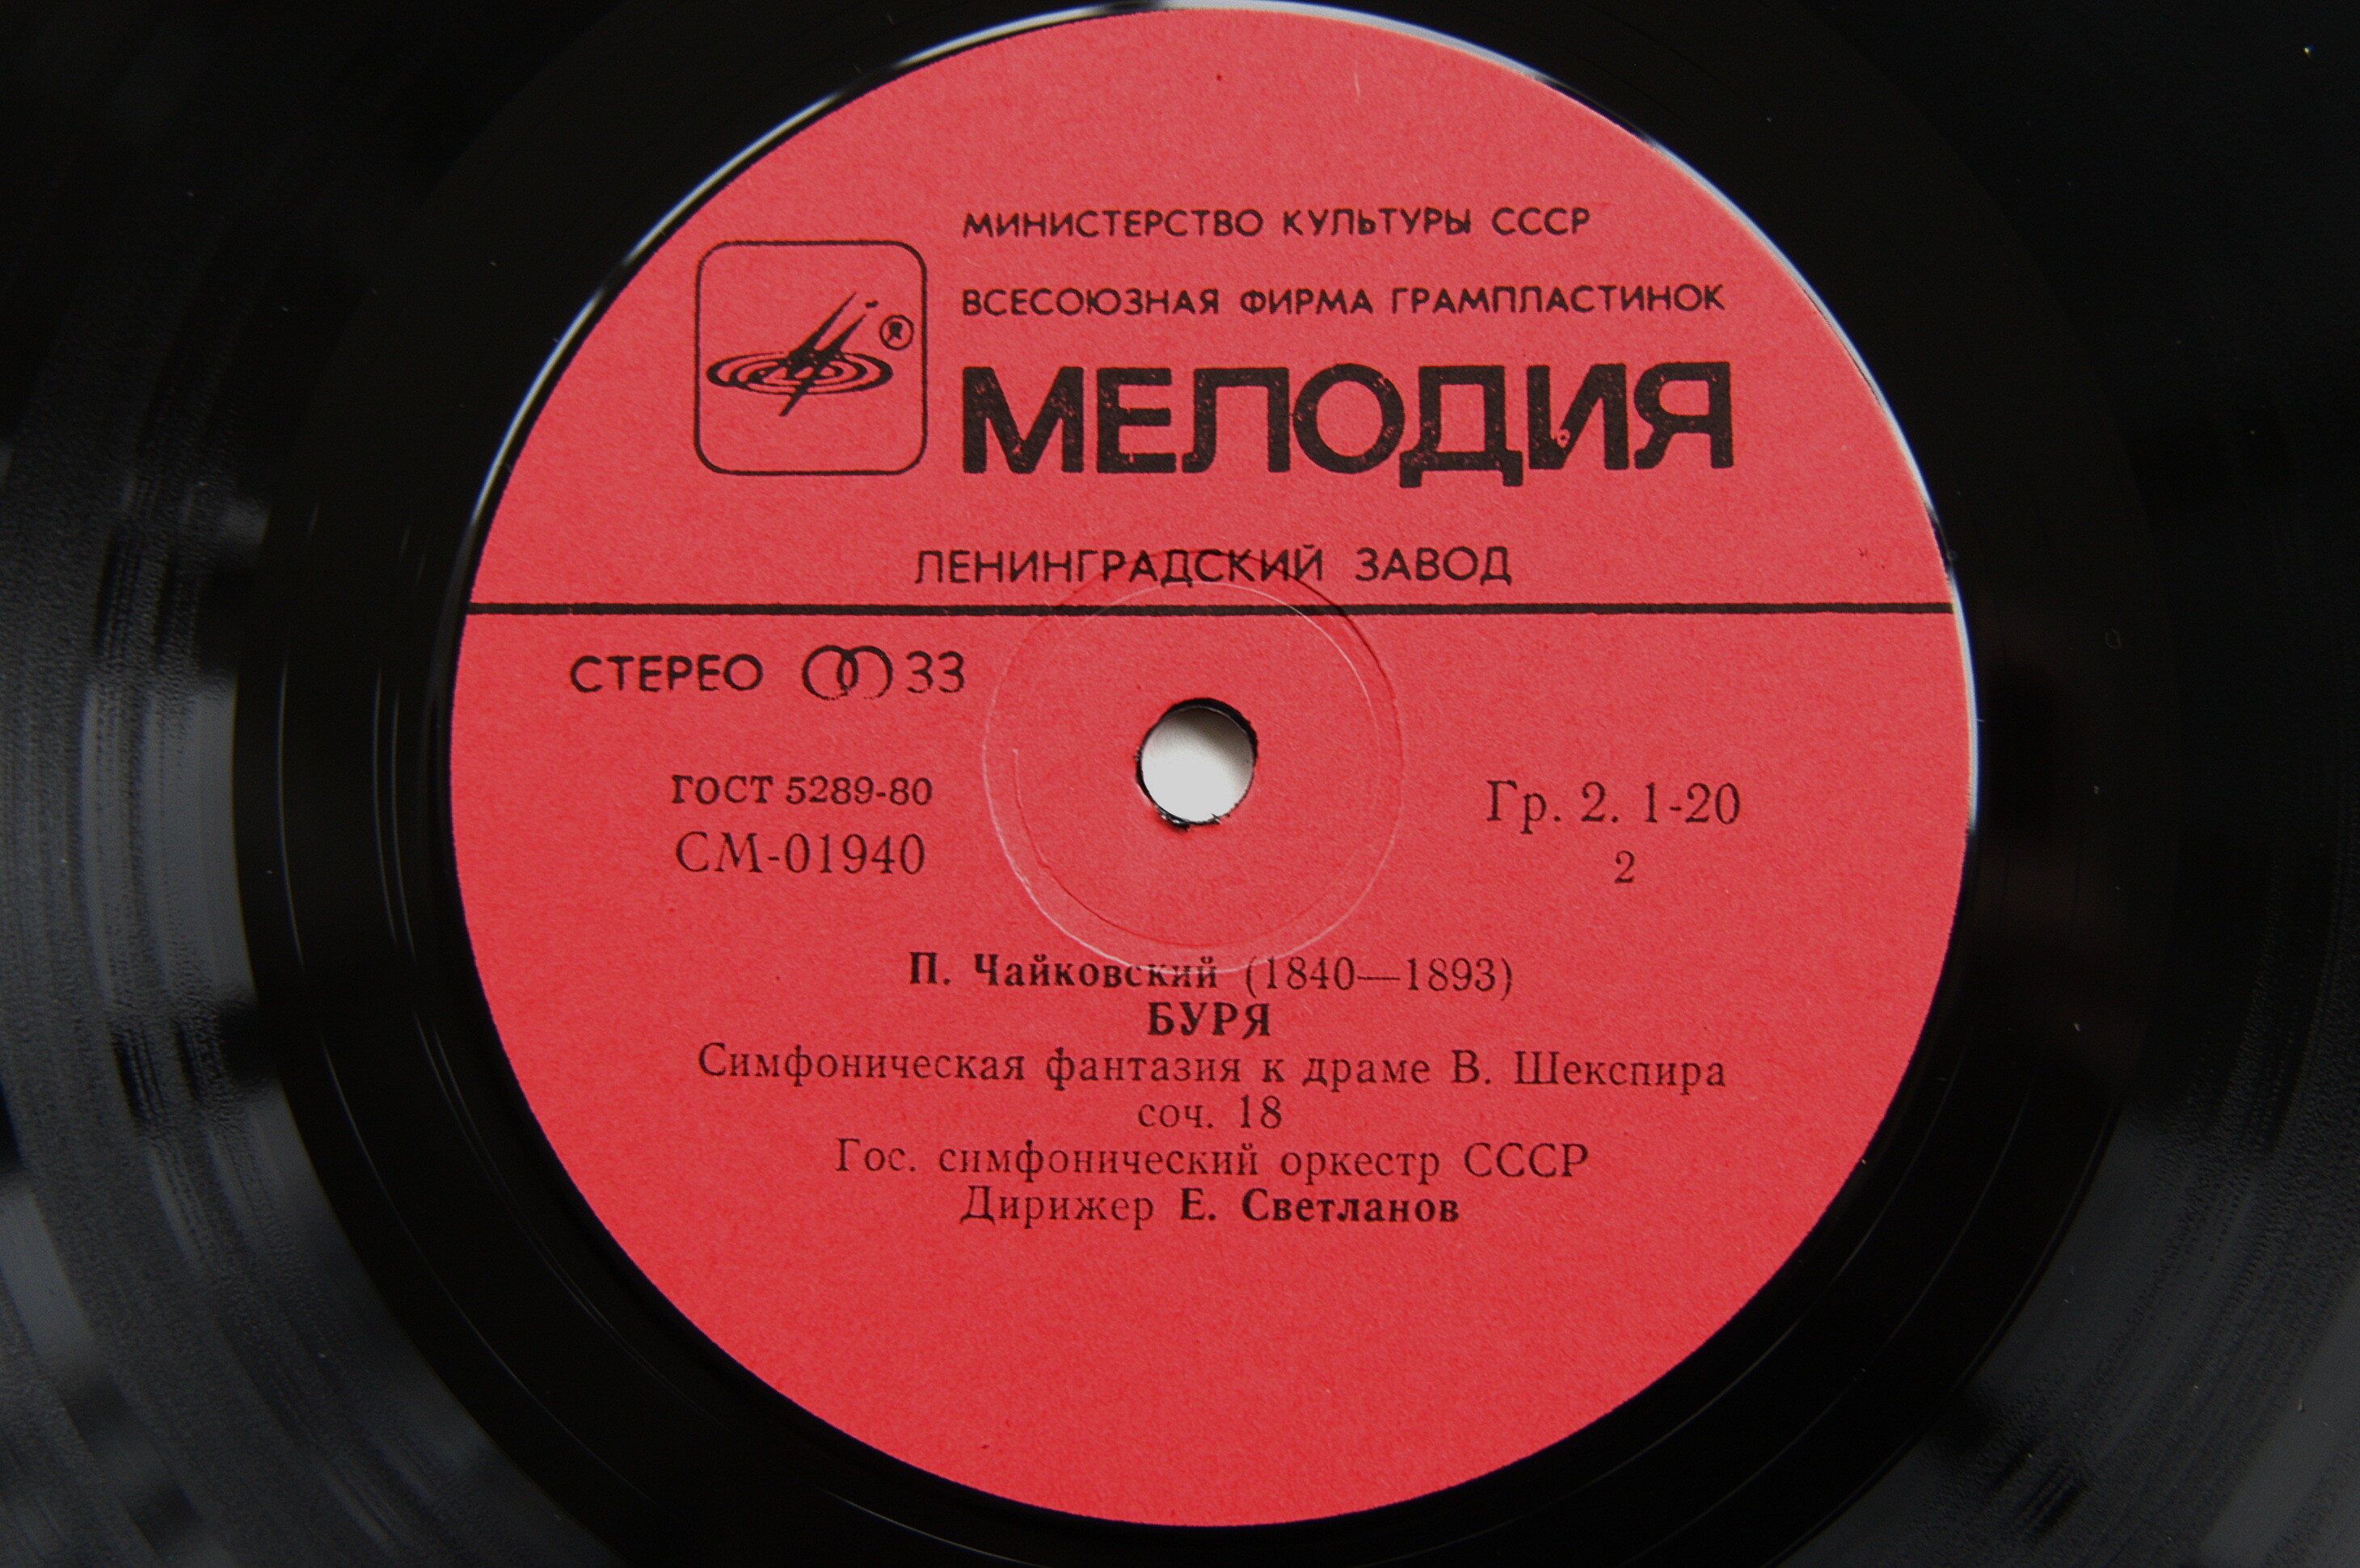 МИНИСТЕРСТВО КУЛЬТУРЫ СССР
ВСЕСОЮЗНАЯ ФИРМА ГРАМПЛАСТИНОК
МЕЛОДИЯ
ЛЕНИНГРАДСКИЙ ЗАВОД
СТЕРЕО 33
ГОСТ 5289-80
СМ-01940
Гр. 2. 1-20
2
П. Чайковский (1840—1893)
БУРЯ
Симфоническая фантазия к драме В. Шекспира
соч. 18
Гос. симфонический оркестр СССР
Дирижер Е. Светланов